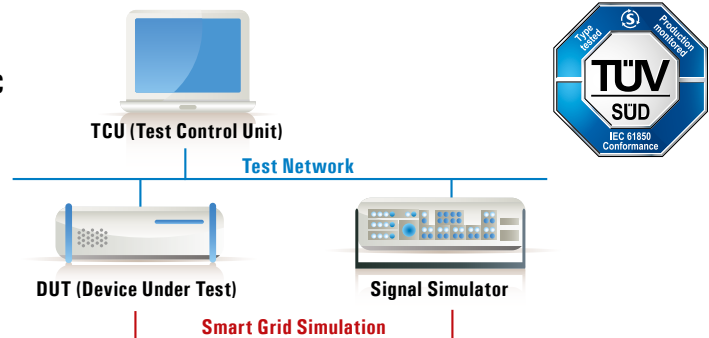 C
TCU (Test Control Unit)
Type tested
Production monitored
S
TÜV
SÜD
IEC 61850
Conformance
Test Network
DUT (Device Under Test)
Signal Simulator
Smart Grid Simulation